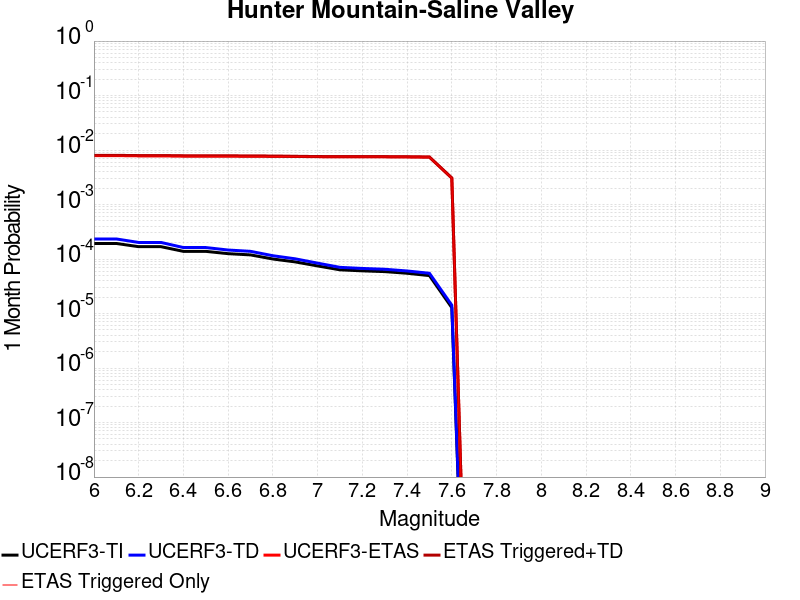 Hunter Mountain-Saline Valley
10^0
10^-1
10^-2
10^-3
10^-4
10^-5
10^-6
10^-7
10^-8
1 Month Probability
6 6.2 6.4 6.6 6.8 7 7.2 7.4 7.6 7.8 8 8.2 8.4 8.6 8.8 9
Magnitude
UCERF3-TI UCERF3-TD UCERF3-ETAS ETAS Triggered+TD
ETAS Triggered Only